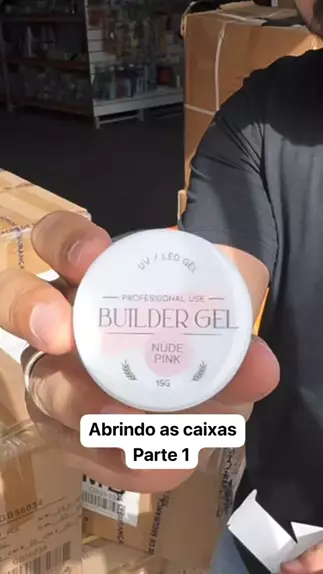 UV / LED GEL
PROFESSIONAL USE
BUILDER GEL
NUDE
PINK
15G
Abrindo as caixas
Parte 1